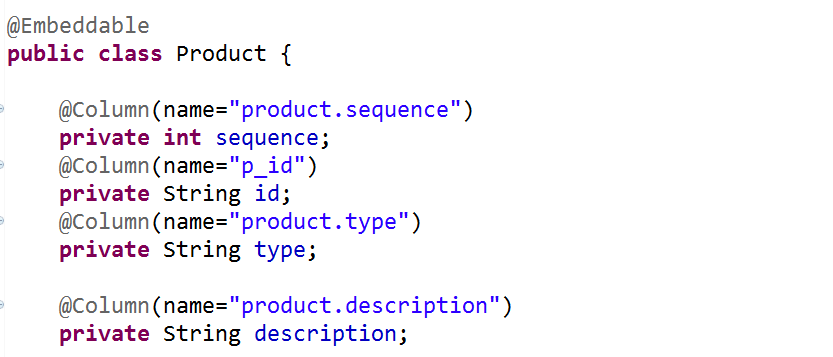 @Embeddable
public class Product {
@Column(name="product.sequence")
private int sequence;
@Column(name="p_id")
private String id;
@Column(name="product.type")
private String type;
@Column(name="product.description")
private String description;